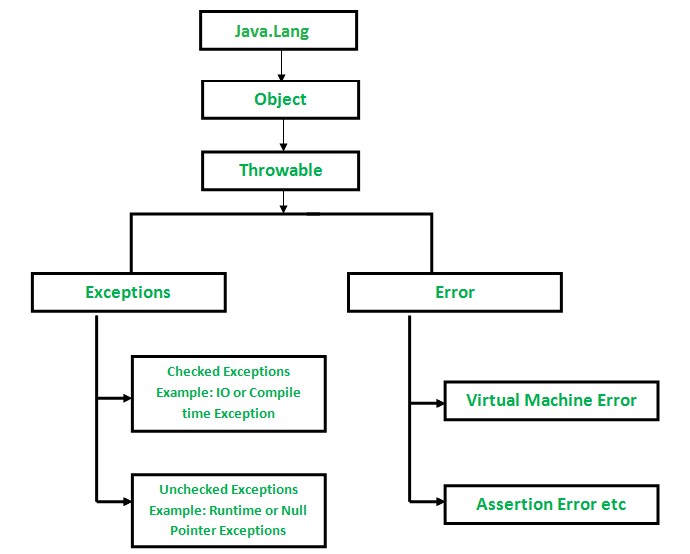 Java.Lang
Object
Throwable
Exceptions
Error
Checked Exceptions
Example: IO or Compile
time Exception
Virtual Machine Error
Unchecked Exceptions
Example: Runtime or Null
Pointer Exceptions
Assertion Error etc